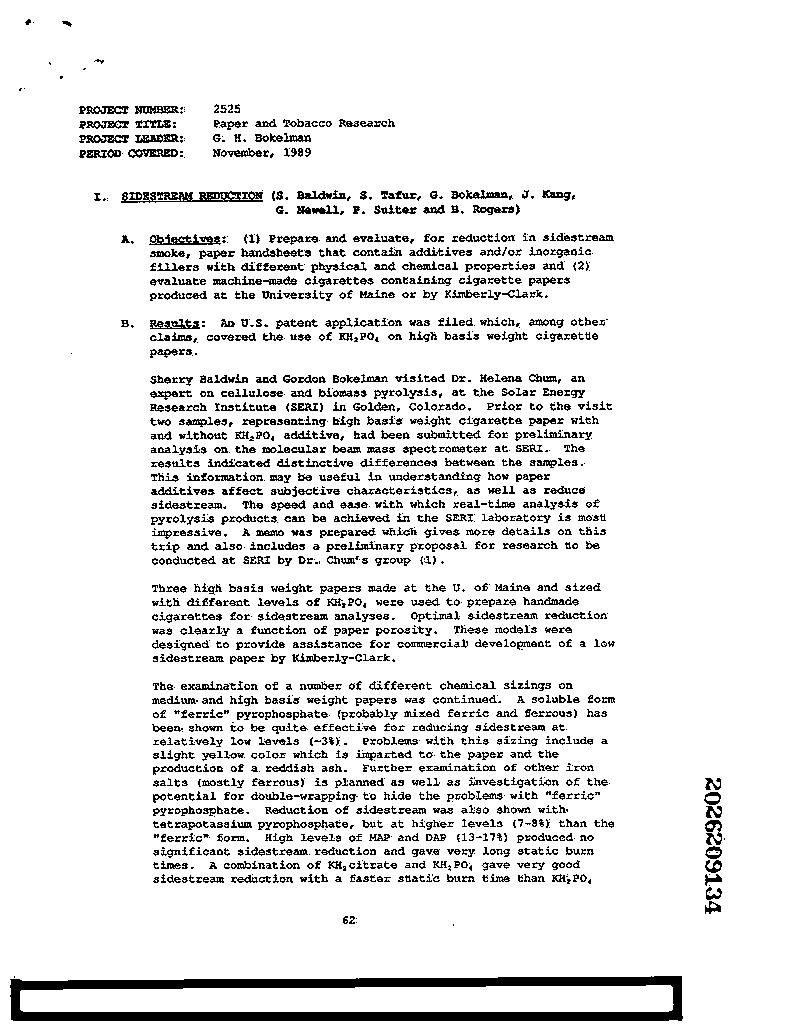 PROJECT NUMBER: 2525
PROJECT TITLE: Paper and Tobacco Research
PROJECT LEADER: G. H. Bokelman
PERIOD COVERED: November, 1989
I. SIDESTREAM REDUCTION (S. Baldwin, S. Tafur, G. Bokelman, J. Kang,
G. Newell, P. Suiter and B. Rogers)
A. Objectives: (1) Prepare and evaluate, for reduction in sidestream
smoke, paper handsheets that contain additives and/or inorganic
fillers with different physical and chemical properties and (2)
evaluate machine-made cigarettes containing cigarette papers
produced at the University of Maine or by Kimberly-Clark.
B. Results: An U.S. patent application was filed which, among other
claims, covered the use of KH₂PO₄ on high basis weight cigarette
papers.
Sherry Baldwin and Gordon Bokelman visited Dr. Helena Chum, an
expert on cellulose and biomass pyrolysis, at the Solar Energy
Research Institute (SERI) in Golden, Colorado. Prior to the visit
two samples, representing high basis weight cigarette paper with
and without KH₂PO₄ additive, had been submitted for preliminary
analysis on the molecular beam mass spectrometer at SERI. The
results indicated distinctive differences between the samples.
This information may be useful in understanding how paper
additives affect subjective characteristics, as well as reduce
sidestream. The speed and ease with which real-time analysis of
pyrolysis products can be achieved in the SERI laboratory is most
impressive. A memo was prepared which gives more details on this
trip and also includes a preliminary proposal for research to be
conducted at SERI by Dr. Chum's group (1).
Three high basis weight papers made at the U. of Maine and sized
with different levels of KH₂PO₄ were used to prepare handmade
cigarettes for sidestream analyses. Optimal sidestream reduction
was clearly a function of paper porosity. These models were
designed to provide assistance for commercial development of a low
sidestream paper by Kimberly-Clark.
The examination of a number of different chemical sizings on
medium and high basis weight papers was continued. A soluble form
of "ferric" pyrophosphate (probably mixed ferric and ferrous) has
been shown to be quite effective for reducing sidestream at
relatively low levels (~3%). Problems with this sizing include a
slight yellow color which is imparted to the paper and the
production of a reddish ash. Further examination of other iron
salts (mostly ferrous) is planned as well as investigation of the
potential for double-wrapping to hide the problems with "ferric"
pyrophosphate. Reduction of sidestream was also shown with
tetrapotassium pyrophosphate, but at higher levels (7-8%) than the
"ferric" form. High levels of MAP and DAP (13-17%) produced no
significant sidestream reduction and gave very long static burn
times. A combination of KH₂citrate and KH₂PO₄ gave very good
sidestream reduction with a faster static burn time than KH₂PO₄
62
2026209134